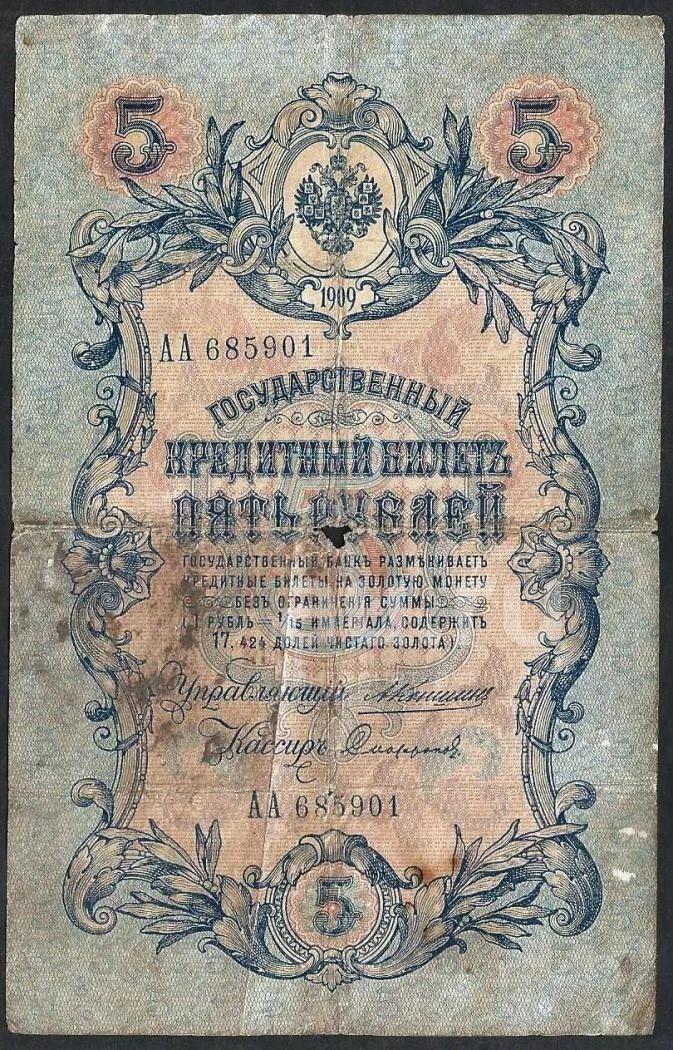 5 5
1909
АА 685901
ГОСУДАРСТВЕННЫЙ
КРЕДИТНЫЙ БИЛЕТЪ
ПЯТЬ РУБЛЕЙ
ГОСУДАРСТВЕННЫЙ БАНКЪ РАЗМѢНИВАЕТЪ
КРЕДИТНЫЕ БИЛЕТЫ НА ЗОЛОТУЮ МОНЕТУ
БЕЗЪ ОГРАНИЧЕНІЯ СУММЫ
(1 РУБЛЬ = 1/15 ИМПЕРІАЛА, СОДЕРЖИТЪ
17,424 ДОЛЕЙ ЧИСТАГО ЗОЛОТА).
Управляющій
Кассиръ
АА 685901
5